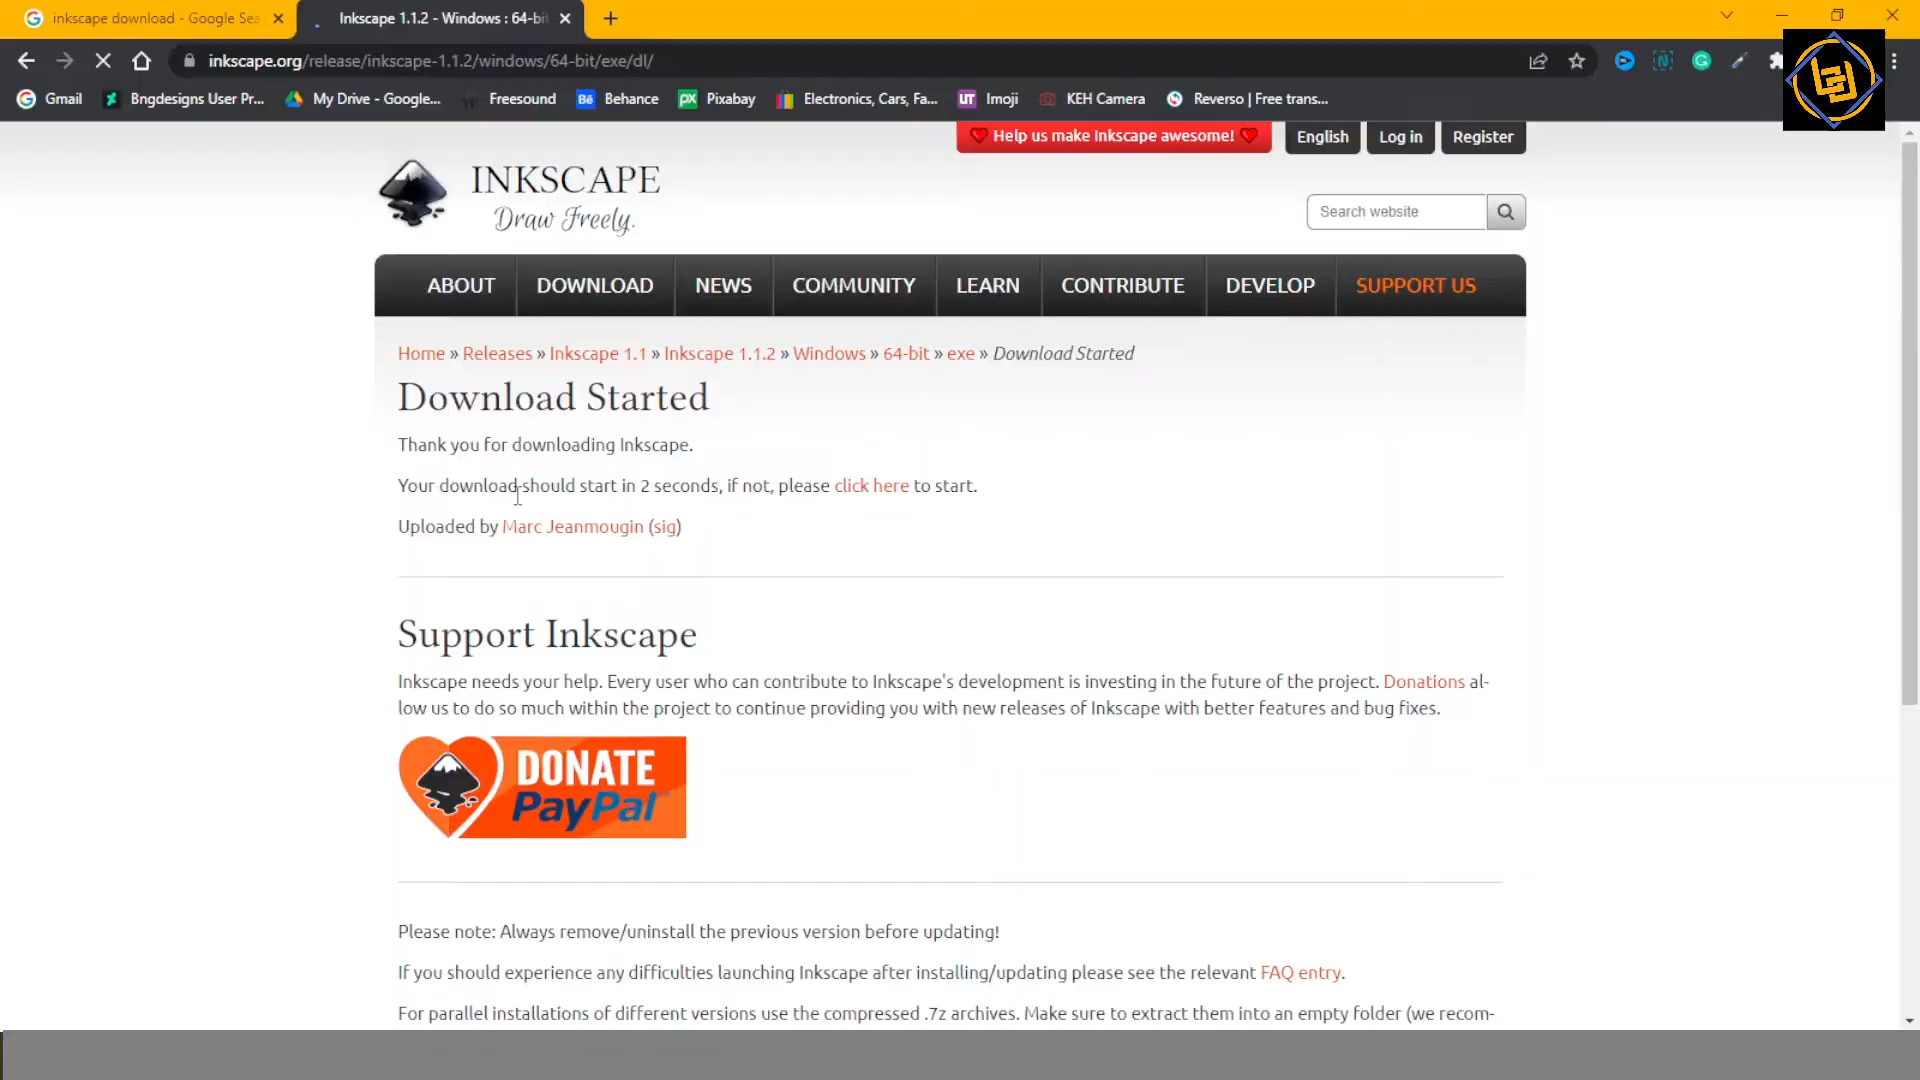 inkscape download - Google Sea
Inkscape 1.1.2 - Windows : 64-bi
inkscape.org/release/inkscape-1.1.2/windows/64-bit/exe/dl/
Gmail
Bngdesigns User Pr...
My Drive - Google...
Freesound
Bē Behance
px Pixabay
Electronics, Cars, Fa...
UT Imoji
KEH Camera
Reverso | Free trans...
Help us make Inkscape awesome!
English
Log in
Register
INKSCAPE
Draw Freely.
Search website
ABOUT DOWNLOAD NEWS COMMUNITY LEARN CONTRIBUTE DEVELOP SUPPORT US
Home » Releases » Inkscape 1.1 » Inkscape 1.1.2 » Windows » 64-bit » exe » Download Started
Download Started
Thank you for downloading Inkscape.
Your download should start in 2 seconds, if not, please click here to start.
Uploaded by Marc Jeanmougin (sig)
Support Inkscape
Inkscape needs your help. Every user who can contribute to Inkscape's development is investing in the future of the project. Donations al-
low us to do so much within the project to continue providing you with new releases of Inkscape with better features and bug fixes.
DONATE
PayPal
Please note: Always remove/uninstall the previous version before updating!
If you should experience any difficulties launching Inkscape after installing/updating please see the relevant FAQ entry.
For parallel installations of different versions use the compressed .7z archives. Make sure to extract them into an empty folder (we recom-